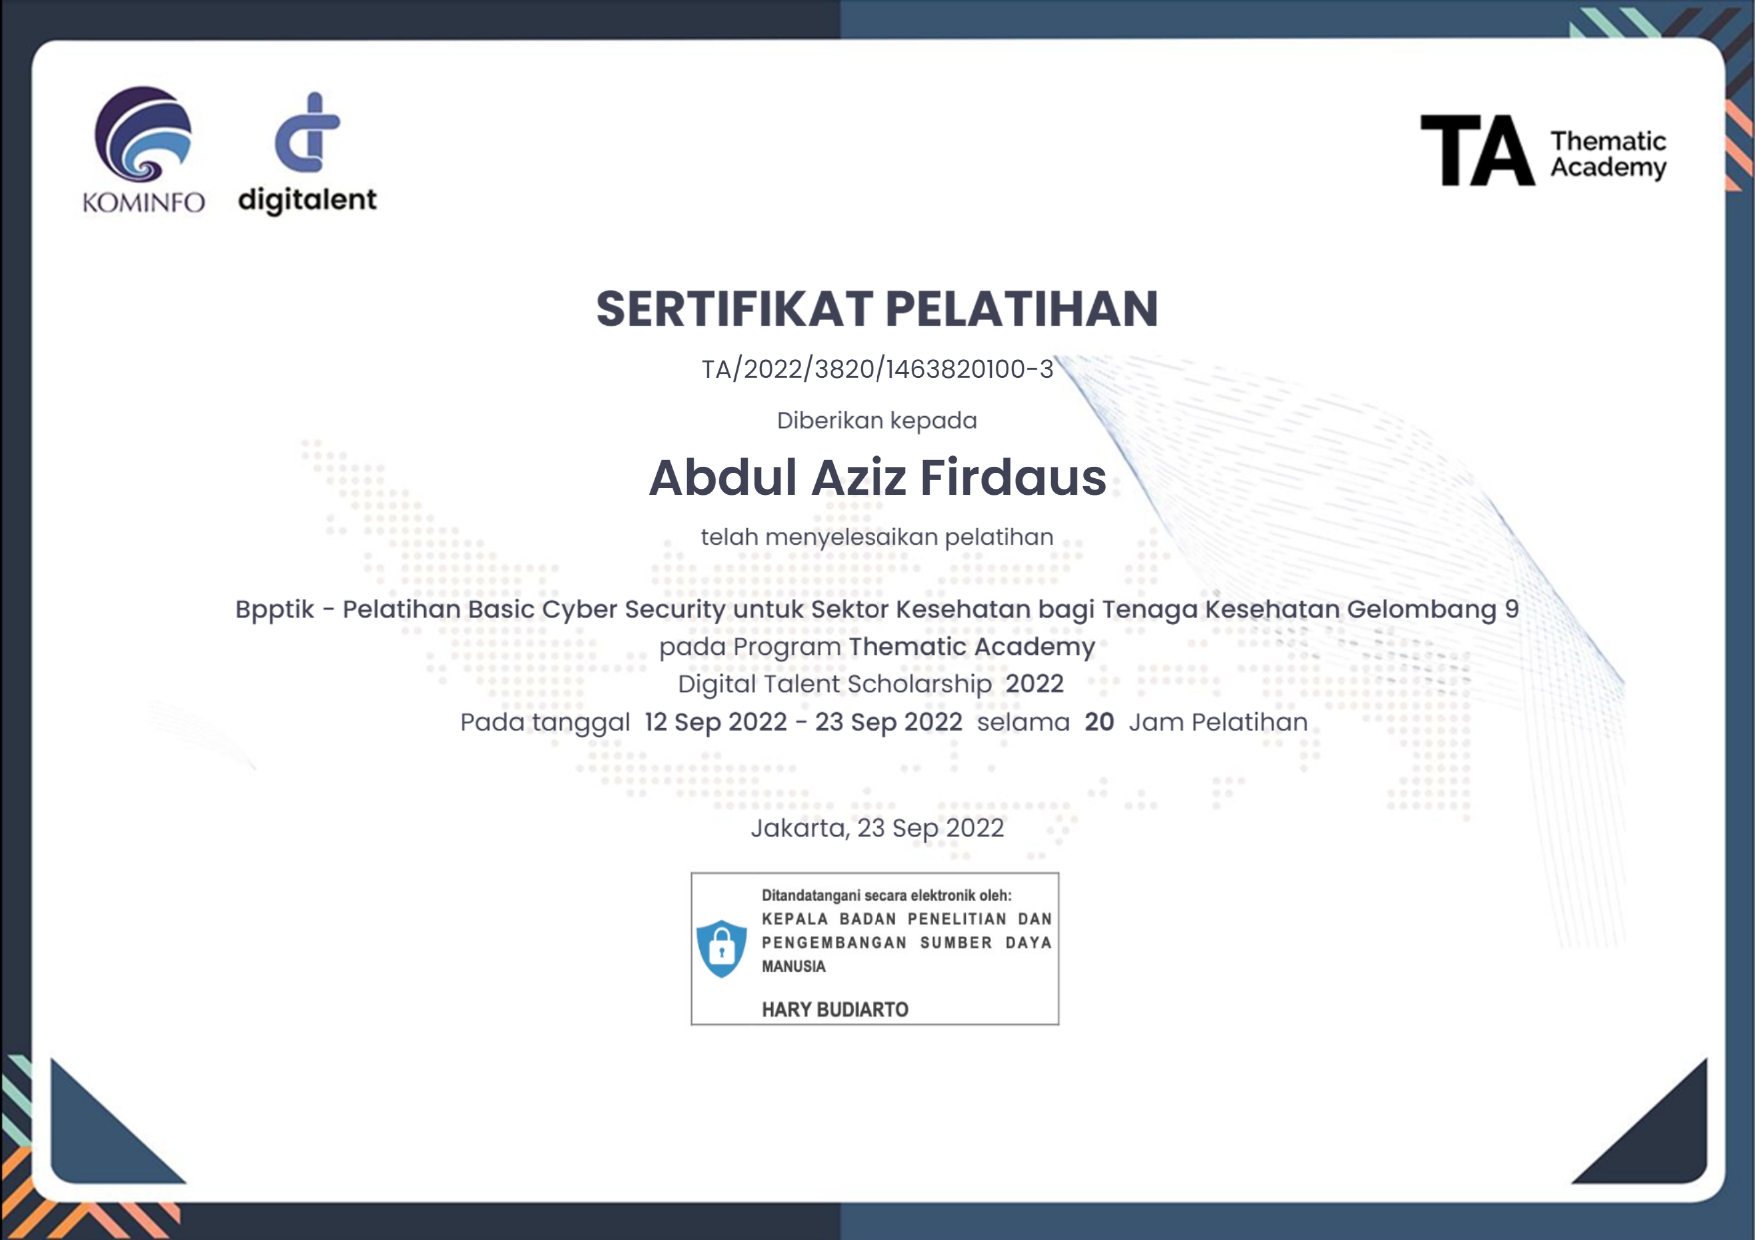 KOMINFO
digitalent
TA Thematic
Academy
SERTIFIKAT PELATIHAN
TA/2022/3820/1463820100-3
Diberikan kepada
Abdul Aziz Firdaus
telah menyelesaikan pelatihan
Bpptik - Pelatihan Basic Cyber Security untuk Sektor Kesehatan bagi Tenaga Kesehatan Gelombang 9
pada Program Thematic Academy
Digital Talent Scholarship 2022
Pada tanggal 12 Sep 2022 - 23 Sep 2022 selama 20 Jam Pelatihan
Jakarta, 23 Sep 2022
Ditandatangani secara elektronik oleh:
KEPALA BADAN PENELITIAN DAN
PENGEMBANGAN SUMBER DAYA
MANUSIA
HARY BUDIARTO